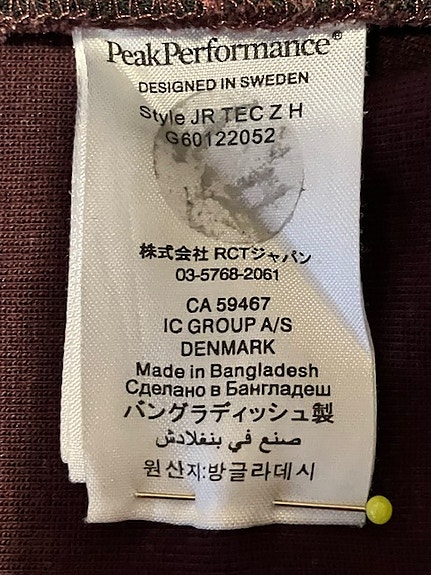 PeakPerformance®
DESIGNED IN SWEDEN
Style JR TEC Z H
G60122052
株式会社 RCTジャパン
03-5768-2061
CA 59467
IC GROUP A/S
DENMARK
Made in Bangladesh
Сделано в Бангладеш
バングラディッシュ製
صنع في بنغلادش
원산지:방글라데시